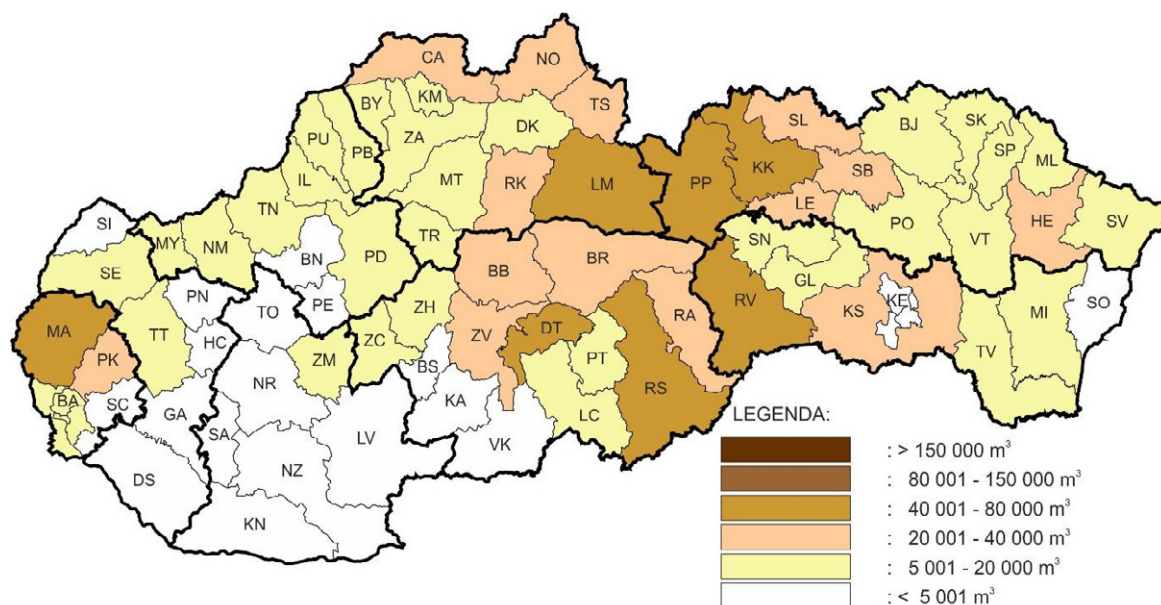 CA
NO
TS
BY
KM
DK
ZA
PU
PB
IL
MT
RK
LM
PP
KK
SL
SB
LE
BJ
SK
SP
ML
HE
SV
PO
VT
SI
MY
NM
TN
BN
PD
TR
SE
PN
PE
TO
HC
TT
MA
PK
BA
SC
GA
DS
SA
NR
ZM
ZC
ZH
BB
BR
ZV
DT
BS
KA
VK
LV
NZ
KN
PT
LC
RS
RA
RV
SN
GL
KS
KE
TV
MI
SO
LEGENDA:
: > 150 000 m³
: 80 001 - 150 000 m³
: 40 001 - 80 000 m³
: 20 001 - 40 000 m³
: 5 001 - 20 000 m³
: < 5 001 m³